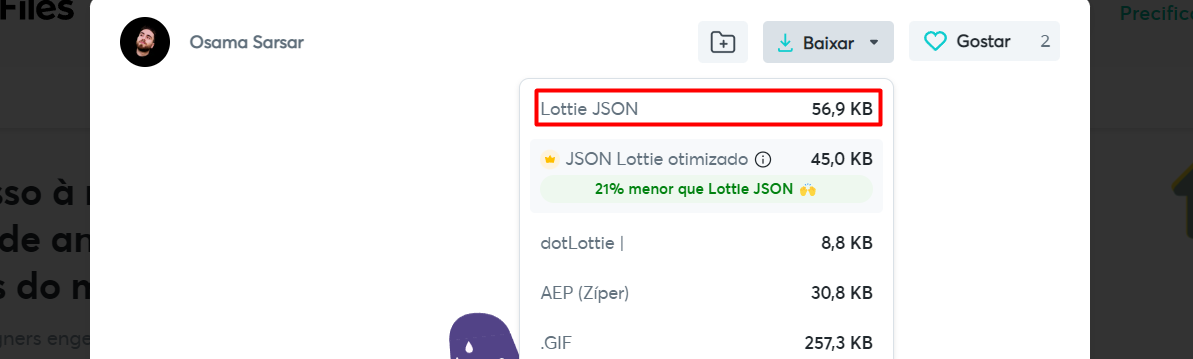 Files
Precific
Osama Sarsar
Baixar
Gostar 2
Lottie JSON 56,9 KB
JSON Lottie otimizado 45,0 KB
21% menor que Lottie JSON 🙌
dotLottie | 8,8 KB
AEP (Zíper) 30,8 KB
.GIF 257,3 KB
sso à
de an
s do m
gners enge